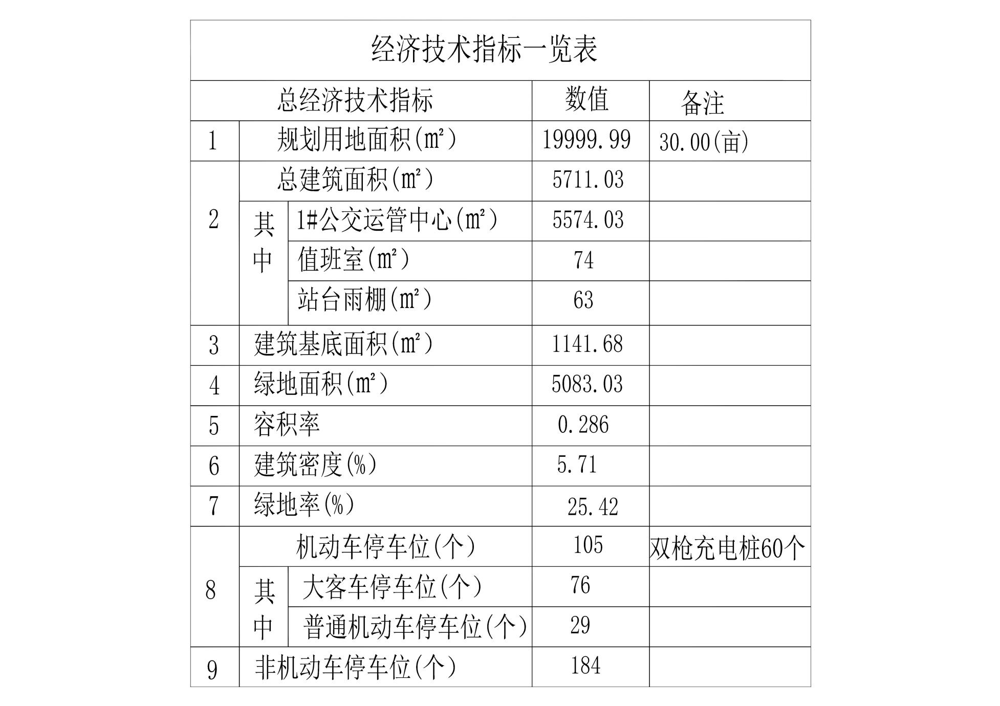 经济技术指标一览表
总经济技术指标 数值 备注
1 规划用地面积(㎡) 19999.99 30.00(亩)
2 总建筑面积(㎡) 5711.03
其中 1#公交运管中心(㎡) 5574.03
值班室(㎡) 74
站台雨棚(㎡) 63
3 建筑基底面积(㎡) 1141.68
4 绿地面积(㎡) 5083.03
5 容积率 0.286
6 建筑密度(%) 5.71
7 绿地率(%) 25.42
8 机动车停车位(个) 105 双枪充电桩60个
其中 大客车停车位(个) 76
普通机动车停车位(个) 29
9 非机动车停车位(个) 184